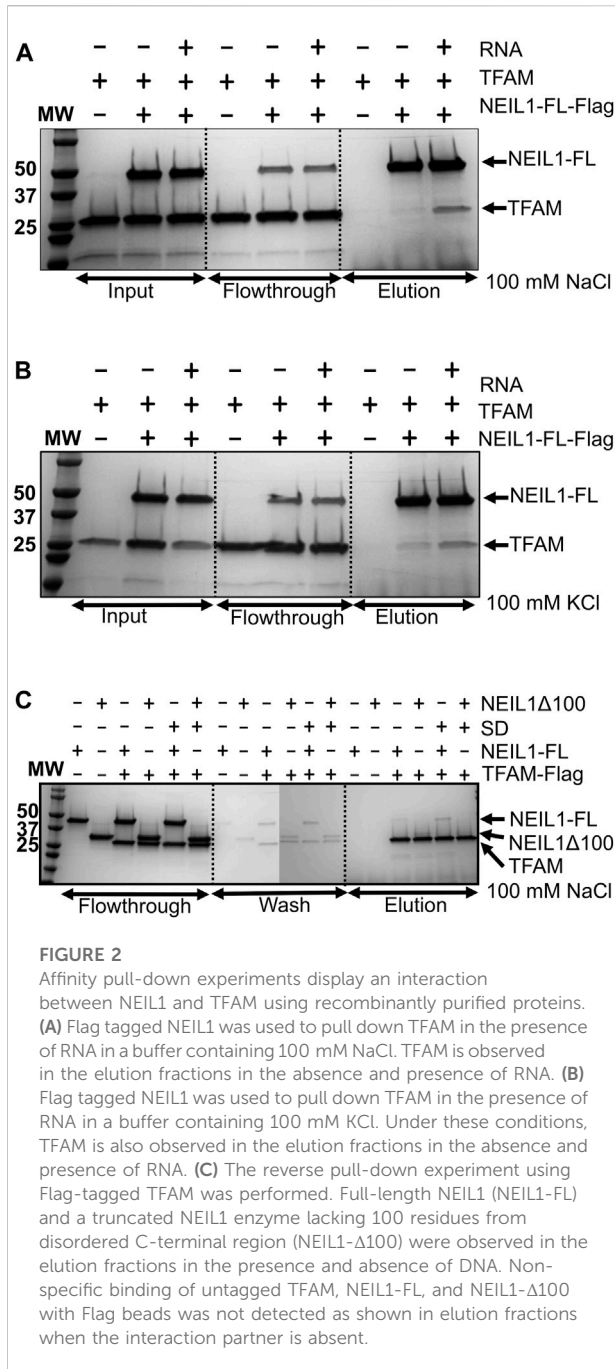 A
− − + − − + − − + RNA
+ + + + + + + + + TFAM
− + + − + + − + + NEIL1-FL-Flag
MW
50
37
25
NEIL1-FL
TFAM
Input Flowthrough Elution 100 mM NaCl
B
− − + − − + − − + RNA
+ + + + + + + + + TFAM
− + + − + + − + + NEIL1-FL-Flag
MW
50
37
25
NEIL1-FL
TFAM
Input Flowthrough Elution 100 mM KCl
C
− + − + − + − + − + − + − + − + − + NEIL1Δ100
− − − − + + − − − − + + − − − − + + SD
+ − + − + − + − + − + − + − + − + − NEIL1-FL
− − + + + + − − + + + + − − + + + + TFAM-Flag
MW
50
37
25
NEIL1-FL
NEIL1Δ100
TFAM
100 mM NaCl
Flowthrough Wash Elution
FIGURE 2
Affinity pull-down experiments display an interaction
between NEIL1 and TFAM using recombinantly purified proteins.
(A) Flag tagged NEIL1 was used to pull down TFAM in the presence
of RNA in a buffer containing 100 mM NaCl. TFAM is observed
in the elution fractions in the absence and presence of RNA. (B)
Flag tagged NEIL1 was used to pull down TFAM in the presence of
RNA in a buffer containing 100 mM KCl. Under these conditions,
TFAM is also observed in the elution fractions in the absence and
presence of RNA. (C) The reverse pull-down experiment using
Flag-tagged TFAM was performed. Full-length NEIL1 (NEIL1-FL)
and a truncated NEIL1 enzyme lacking 100 residues from
disordered C-terminal region (NEIL1-Δ100) were observed in the
elution fractions in the presence and absence of DNA. Non-
specific binding of untagged TFAM, NEIL1-FL, and NEIL1-Δ100
with Flag beads was not detected as shown in elution fractions
when the interaction partner is absent.